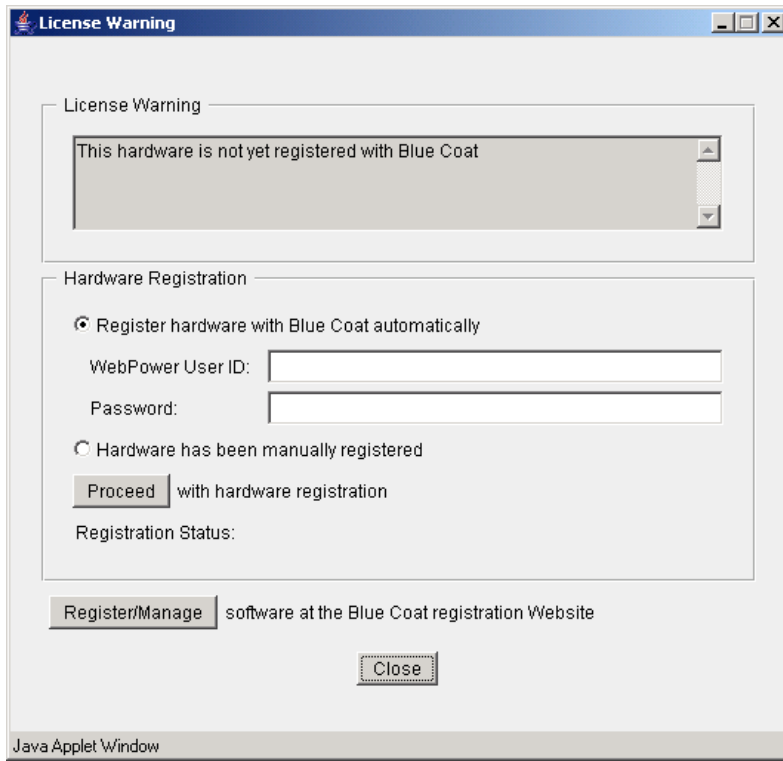 License Warning
License Warning
This hardware is not yet registered with Blue Coat
Hardware Registration
Register hardware with Blue Coat automatically
WebPower User ID:
Password:
Hardware has been manually registered
Proceed with hardware registration
Registration Status:
Register/Manage software at the Blue Coat registration Website
Close
Java Applet Window